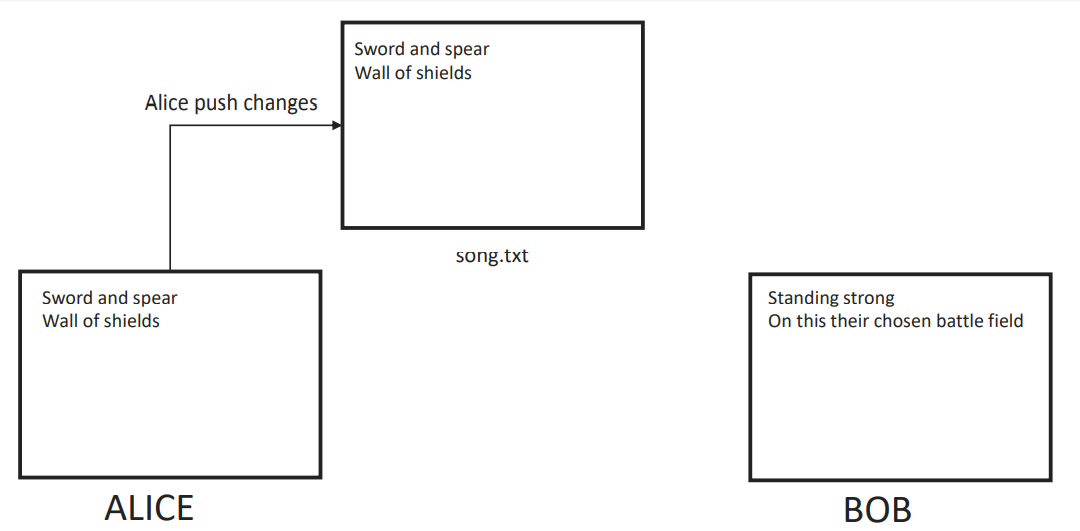 Sword and spear
Wall of shields
Alice push changes
song.txt
Sword and spear
Wall of shields
ALICE
Standing strong
On this their chosen battle field
BOB